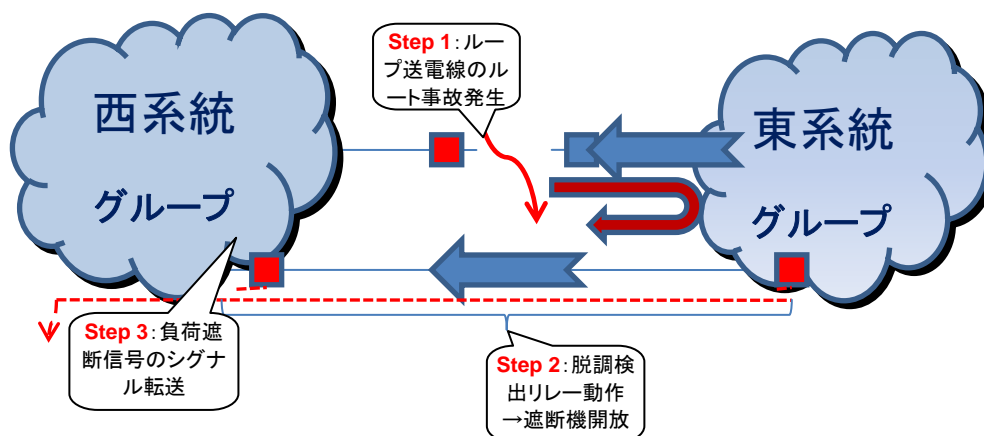 西系統
グループ
Step 1：ルー
プ送電線のル
ート事故発生
東系統
グループ
Step 3：負荷遮
断信号のシグナ
ル転送
Step 2：脱調検
出リレー動作
→遮断機開放